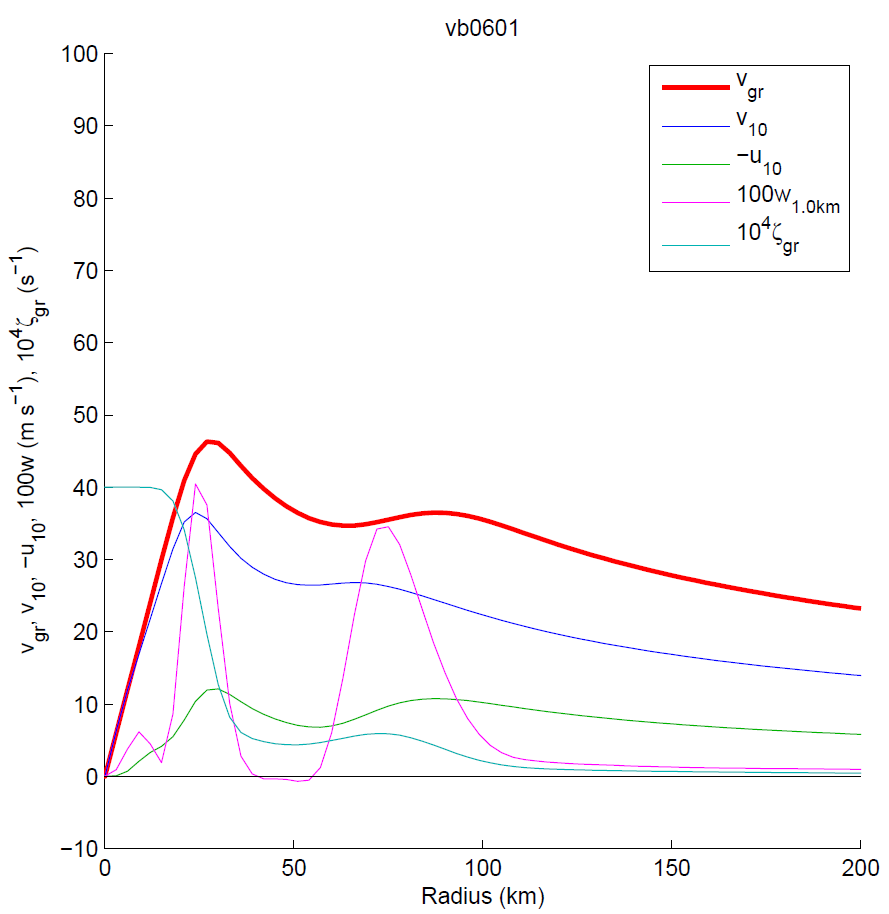 vb0601
100
90
80
70
60
50
40
30
20
10
0
−10
0 50 100 150 200
Radius (km)
v_gr, v_10, −u_10, 100w (m s^−1), 10^4ζ_gr (s^−1)
v_gr
v_10
−u_10
100w_1.0km
10^4ζ_gr